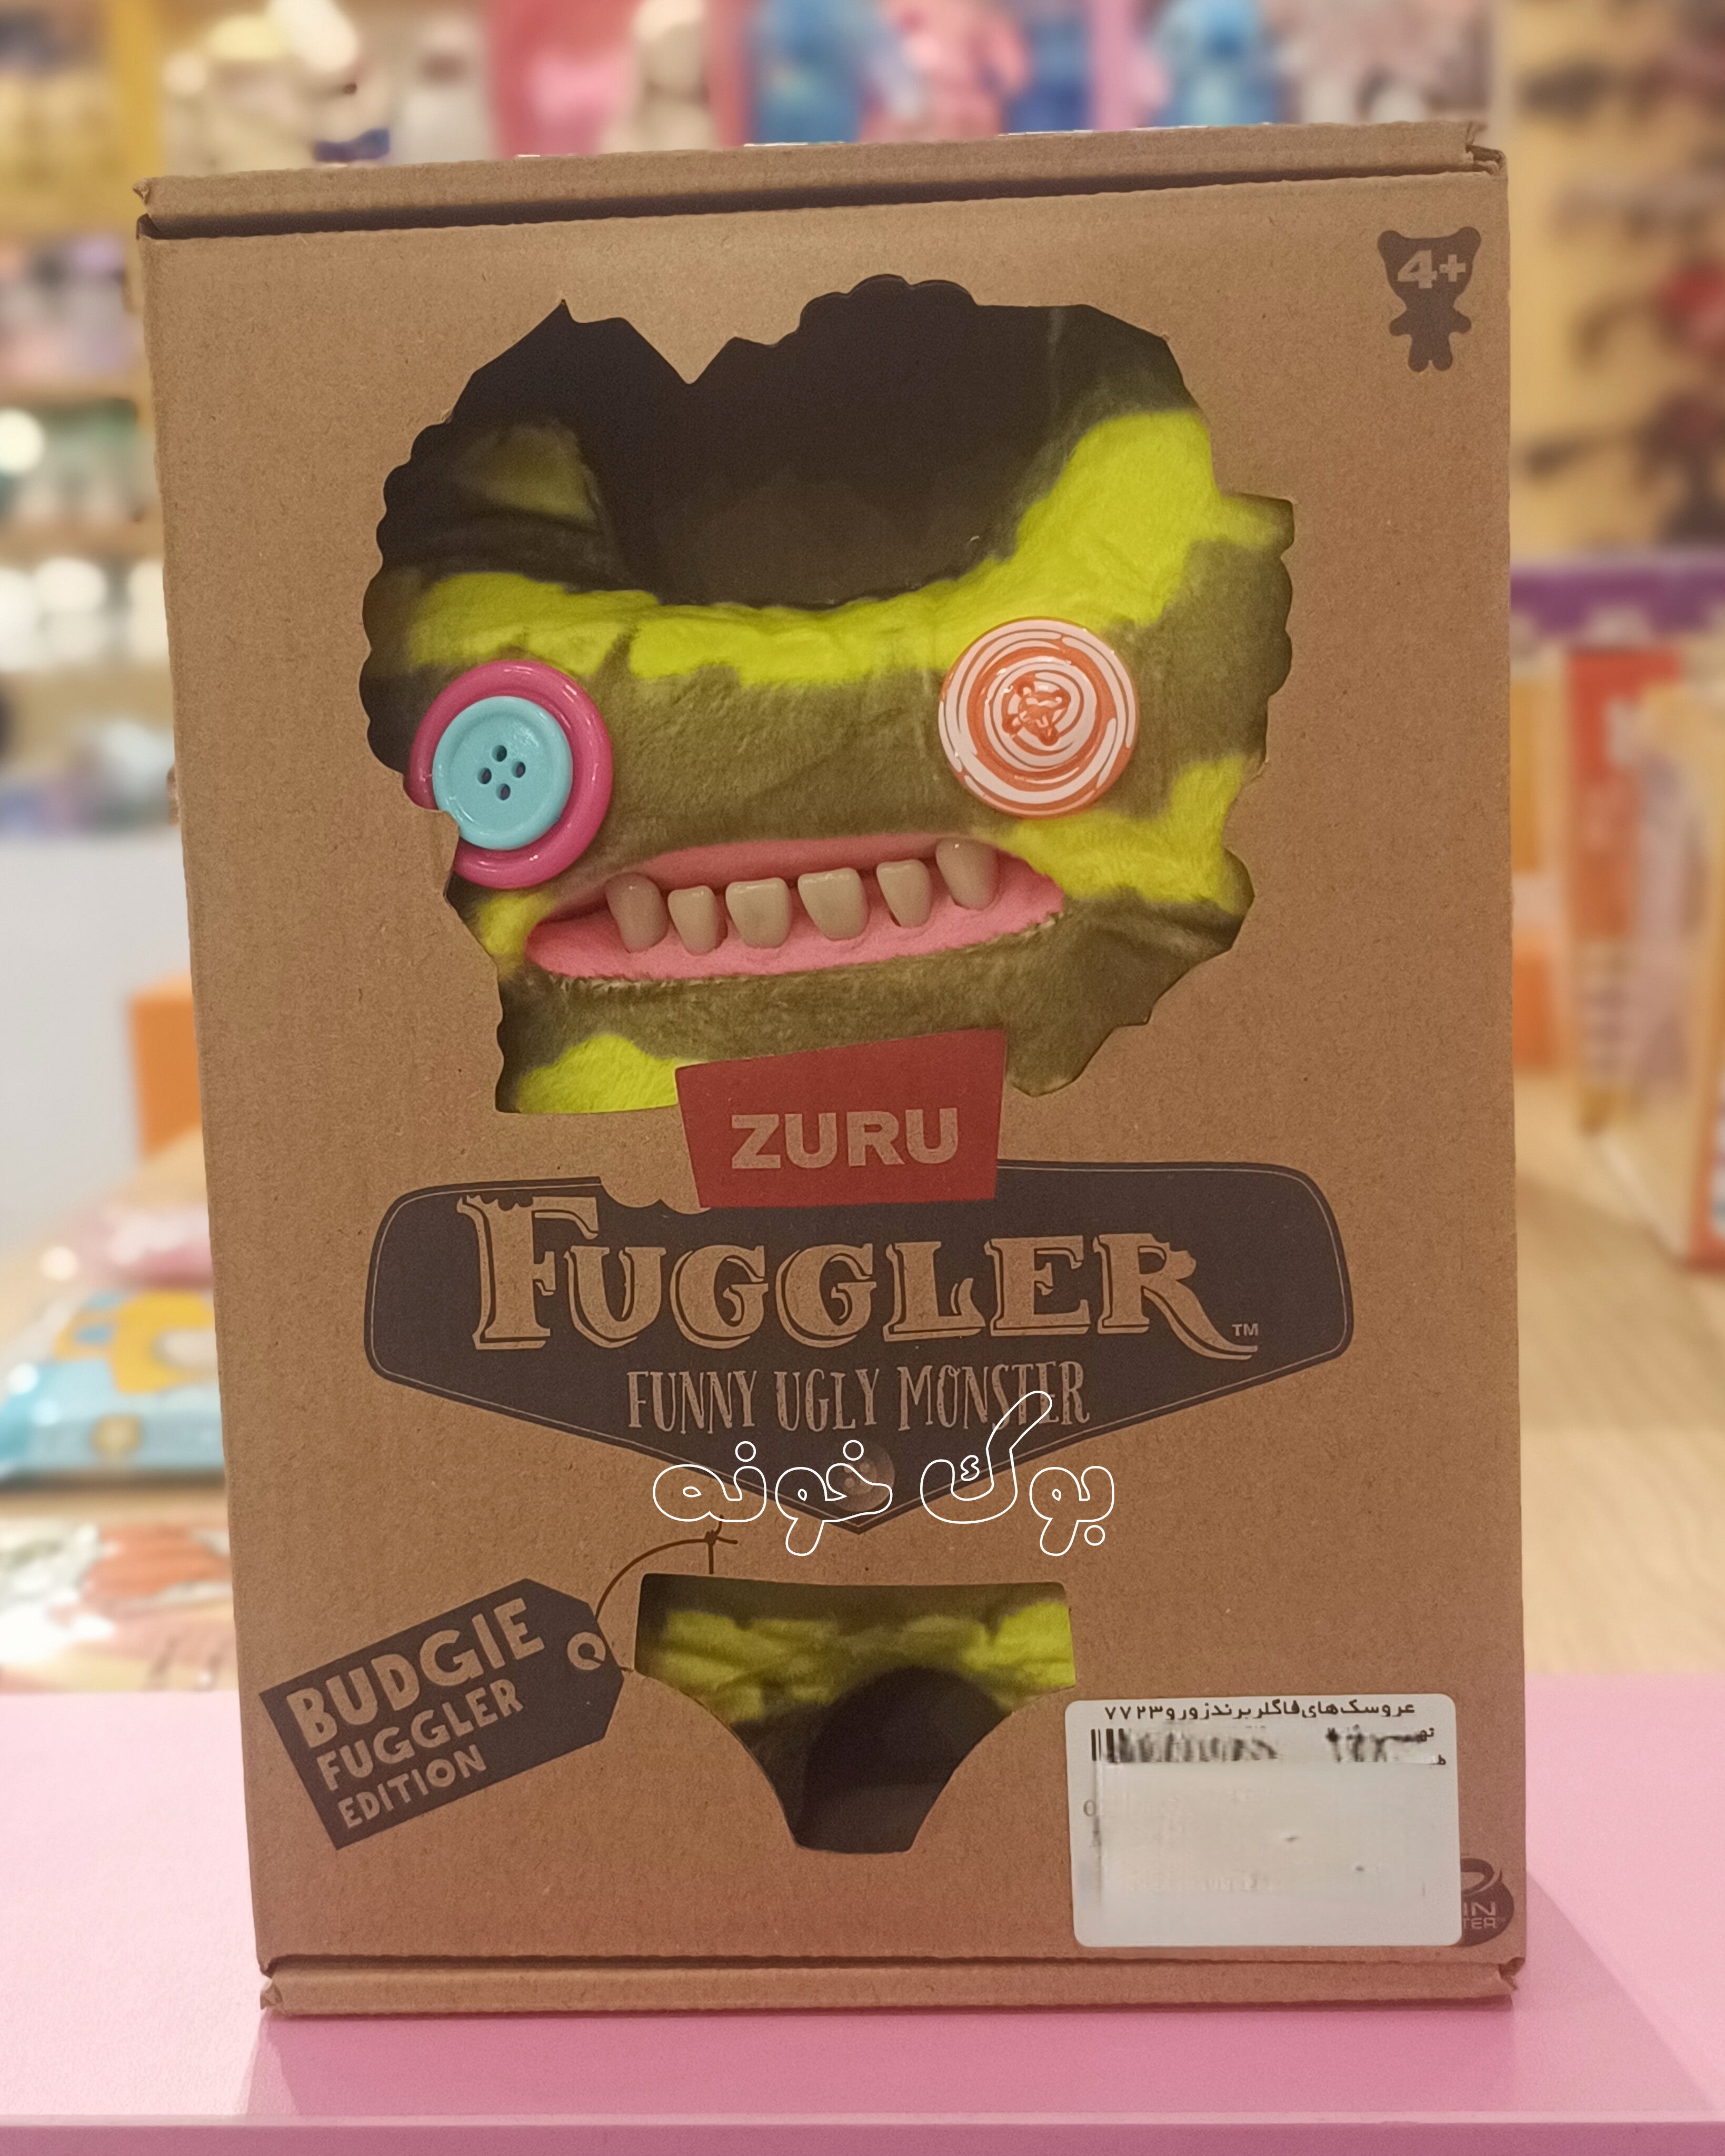 4+
ZURU
FUGGLER™
FUNNY UGLY MONSTER
بوک خونه
BUDGIE
FUGGLER
EDITION
عروسک‌های فاگلر برند زورو ۷۷۲۳